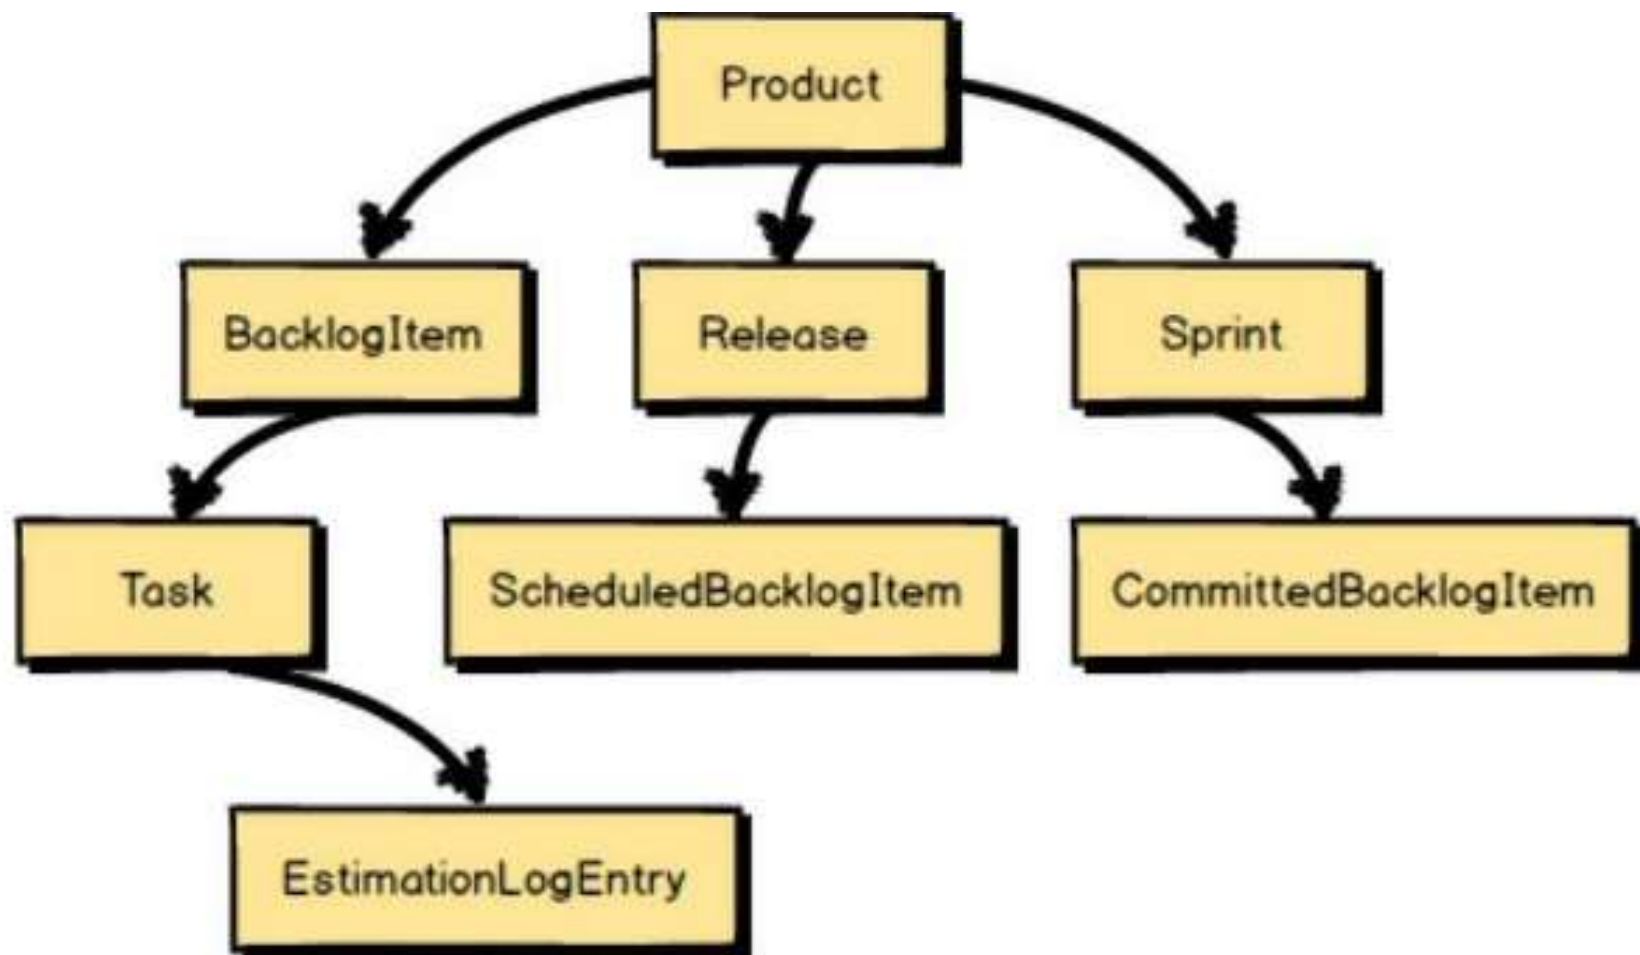 Product
BacklogItem
Release
Sprint
Task
ScheduledBacklogItem
CommittedBacklogItem
EstimationLogEntry